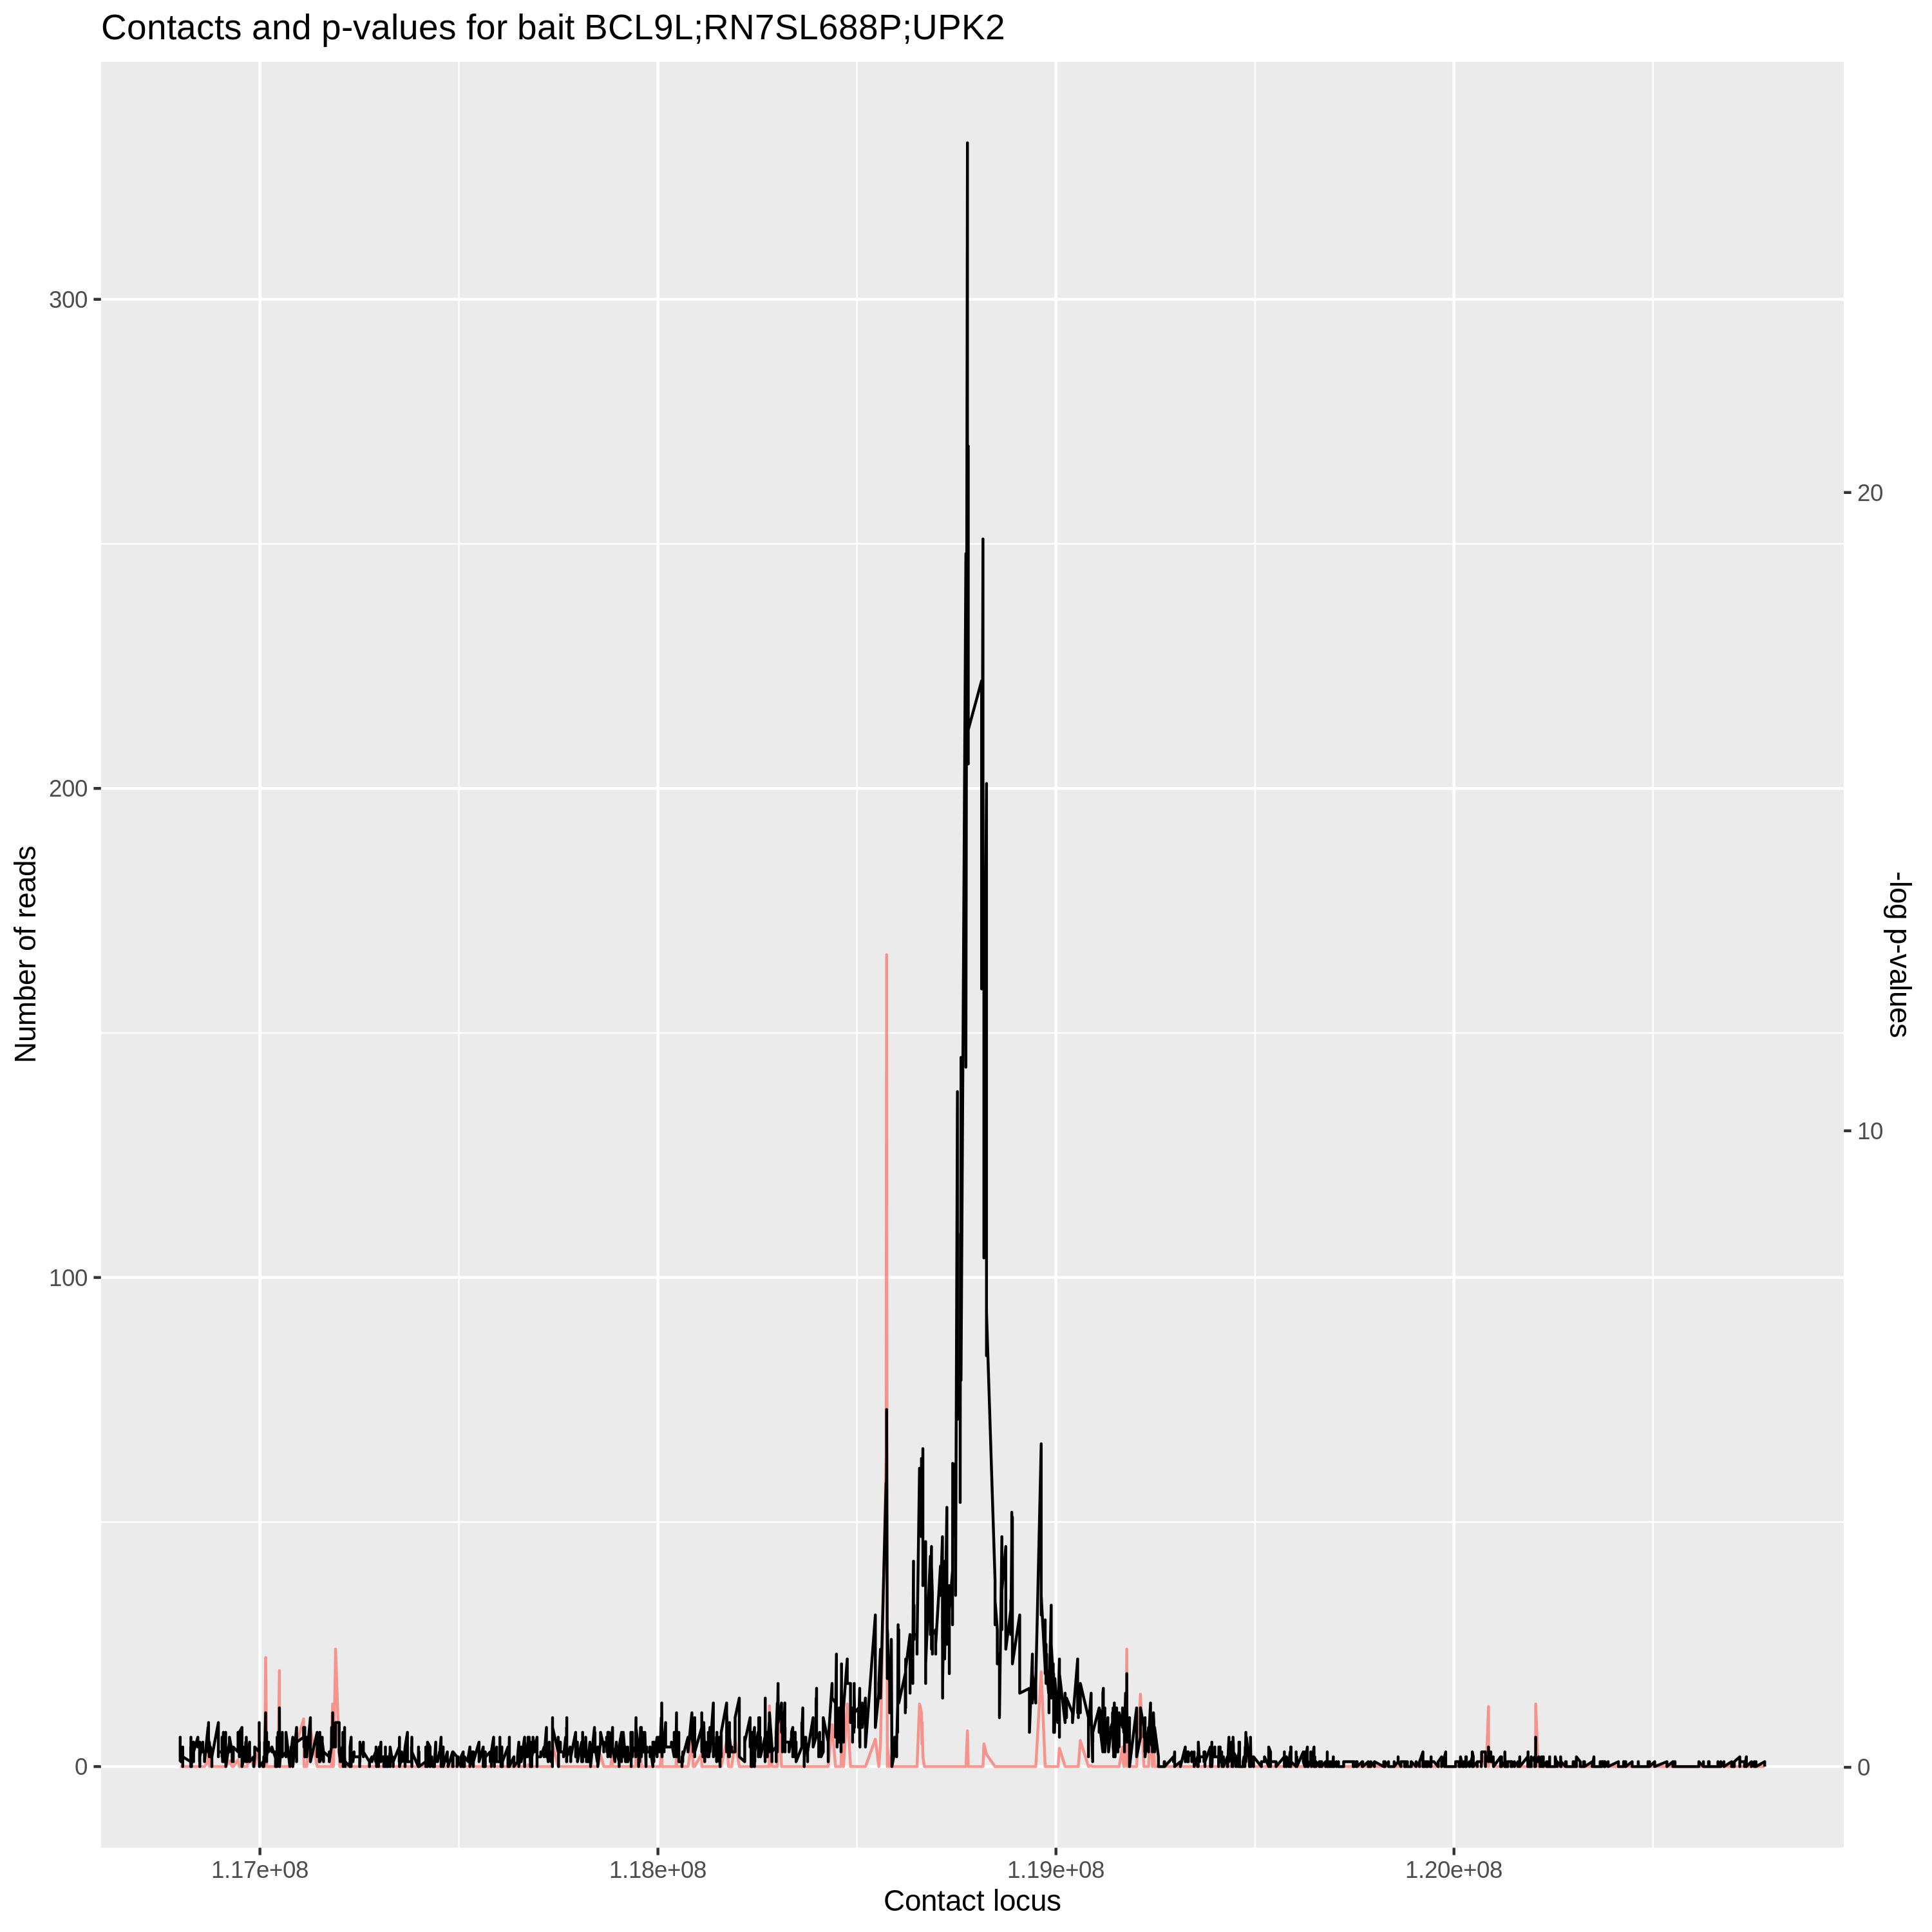 Contacts and p-values for bait BCL9L;RN7SL688P;UPK2
Number of reads
300
200
100
0
20
10
0
-log p-values
1.17e+08
1.18e+08
1.19e+08
1.20e+08
Contact locus